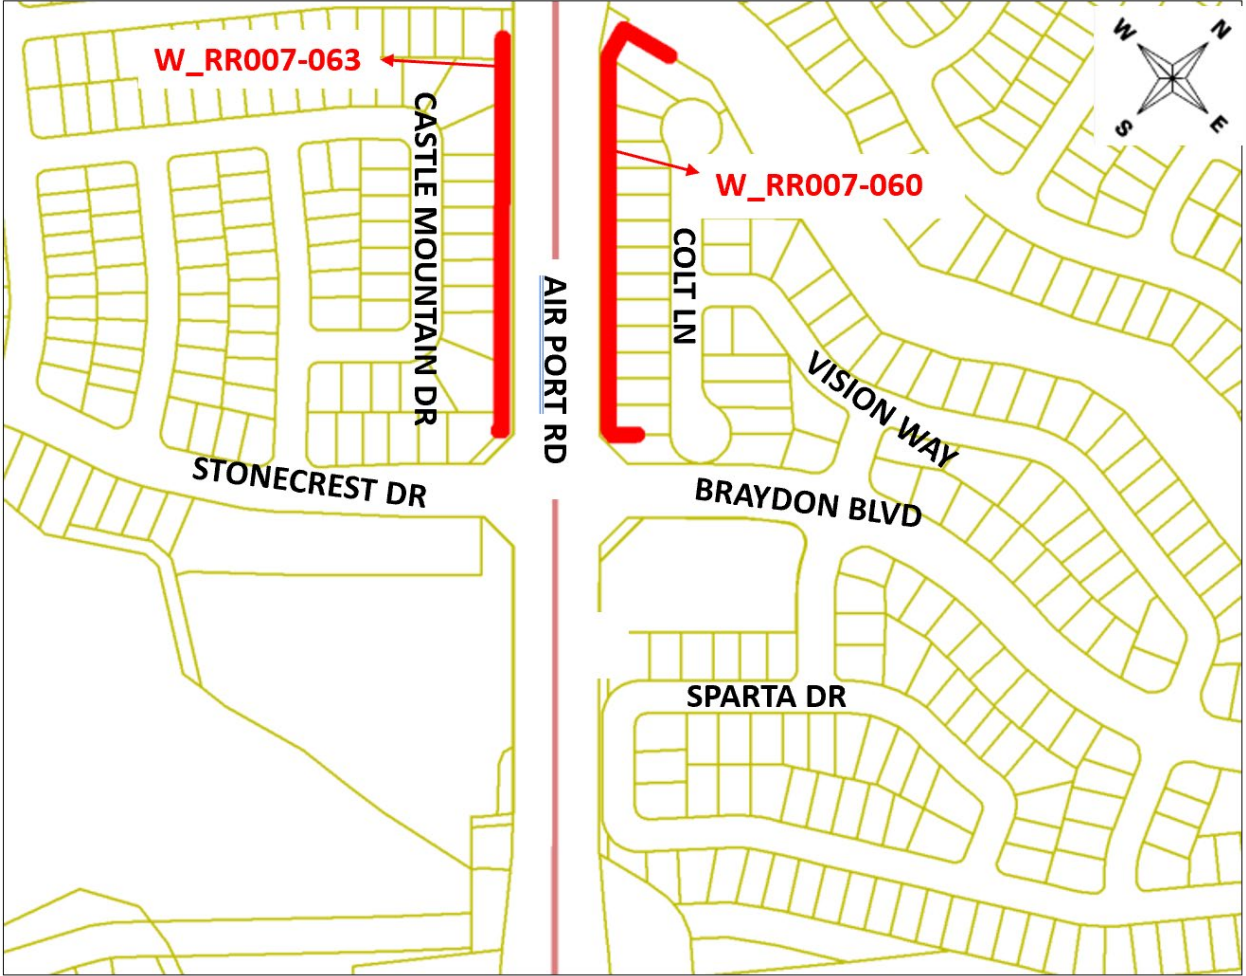 W
N
S
E
W_RR007-063
W_RR007-060
CASTLE MOUNTAIN DR
AIR PORT RD
COLT LN
VISION WAY
STONECREST DR
BRAYDON BLVD
SPARTA DR